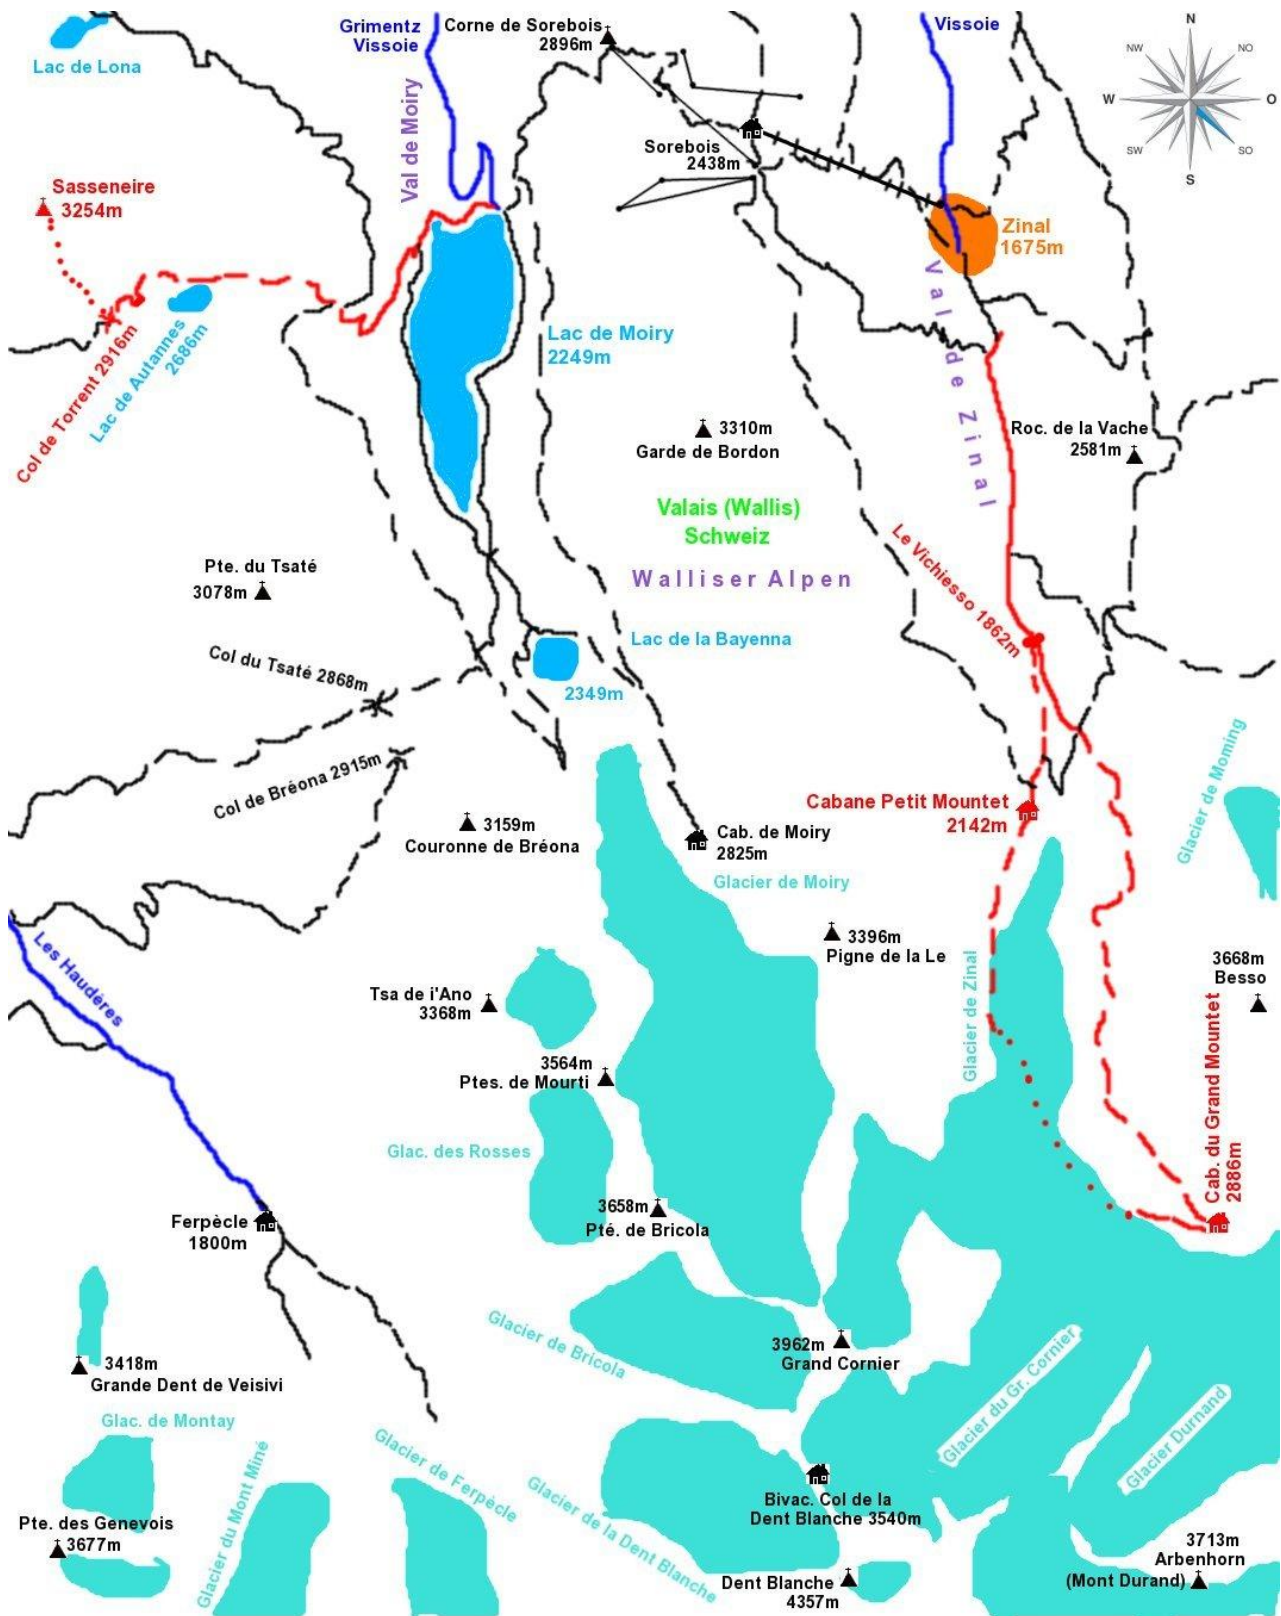 Grimentz
Vissoie
Corne de Sorebois
2896m
Vissoie
N
NW
NO
W
O
SW
SO
S
Lac de Lona
Val de Moiry
Sorebois
2438m
Sasseneire
3254m
Zinal
1675m
Val de Zinal
Col de Torrent 2916m
Lac de Autannes
2686m
Lac de Moiry
2249m
3310m
Garde de Bordon
Roc. de la Vache
2581m
Valais (Wallis)
Schweiz
Walliser Alpen
Le Vichiesso 1862m
Pte. du Tsaté
3078m
Lac de la Bayenna
2349m
Col du Tsaté 2868m
Col de Bréona 2915m
Glacier de Moming
Cabane Petit Mountet
2142m
3159m
Couronne de Bréona
Cab. de Moiry
2825m
Glacier de Moiry
3396m
Pigne de la Le
Les Haudères
Glacier de Zinal
3668m
Besso
Tsa de i'Ano
3368m
3564m
Ptes. de Mourti
Glac. des Rosses
Cab. du Grand Mountet
2886m
3658m
Pté. de Bricola
Ferpècle
1800m
Glacier de Bricola
3962m
Grand Cornier
3418m
Grande Dent de Veisivi
Glacier du Gr. Cornier
Glacier Durnand
Glac. de Montay
Glacier du Mont Miné
Glacier de Ferpècle
Glacier de la Dent Blanche
Bivac. Col de la
Dent Blanche 3540m
Pte. des Genevois
3677m
3713m
Arbenhorn
(Mont Durand)
Dent Blanche
4357m